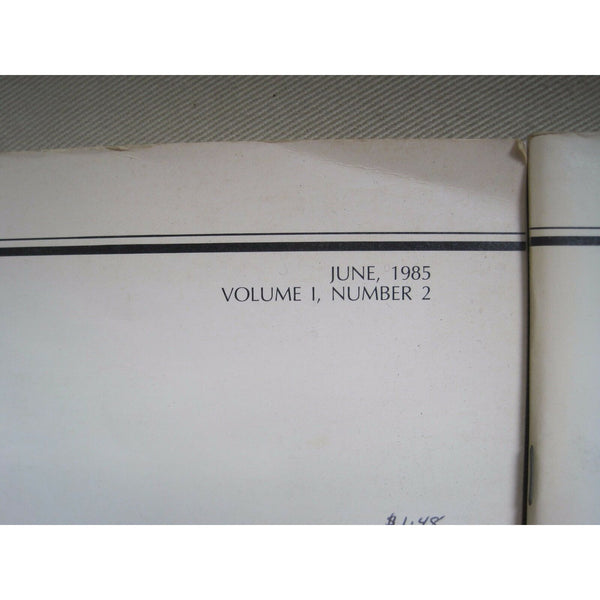 JUNE, 1985
VOLUME I, NUMBER 2
$1.48